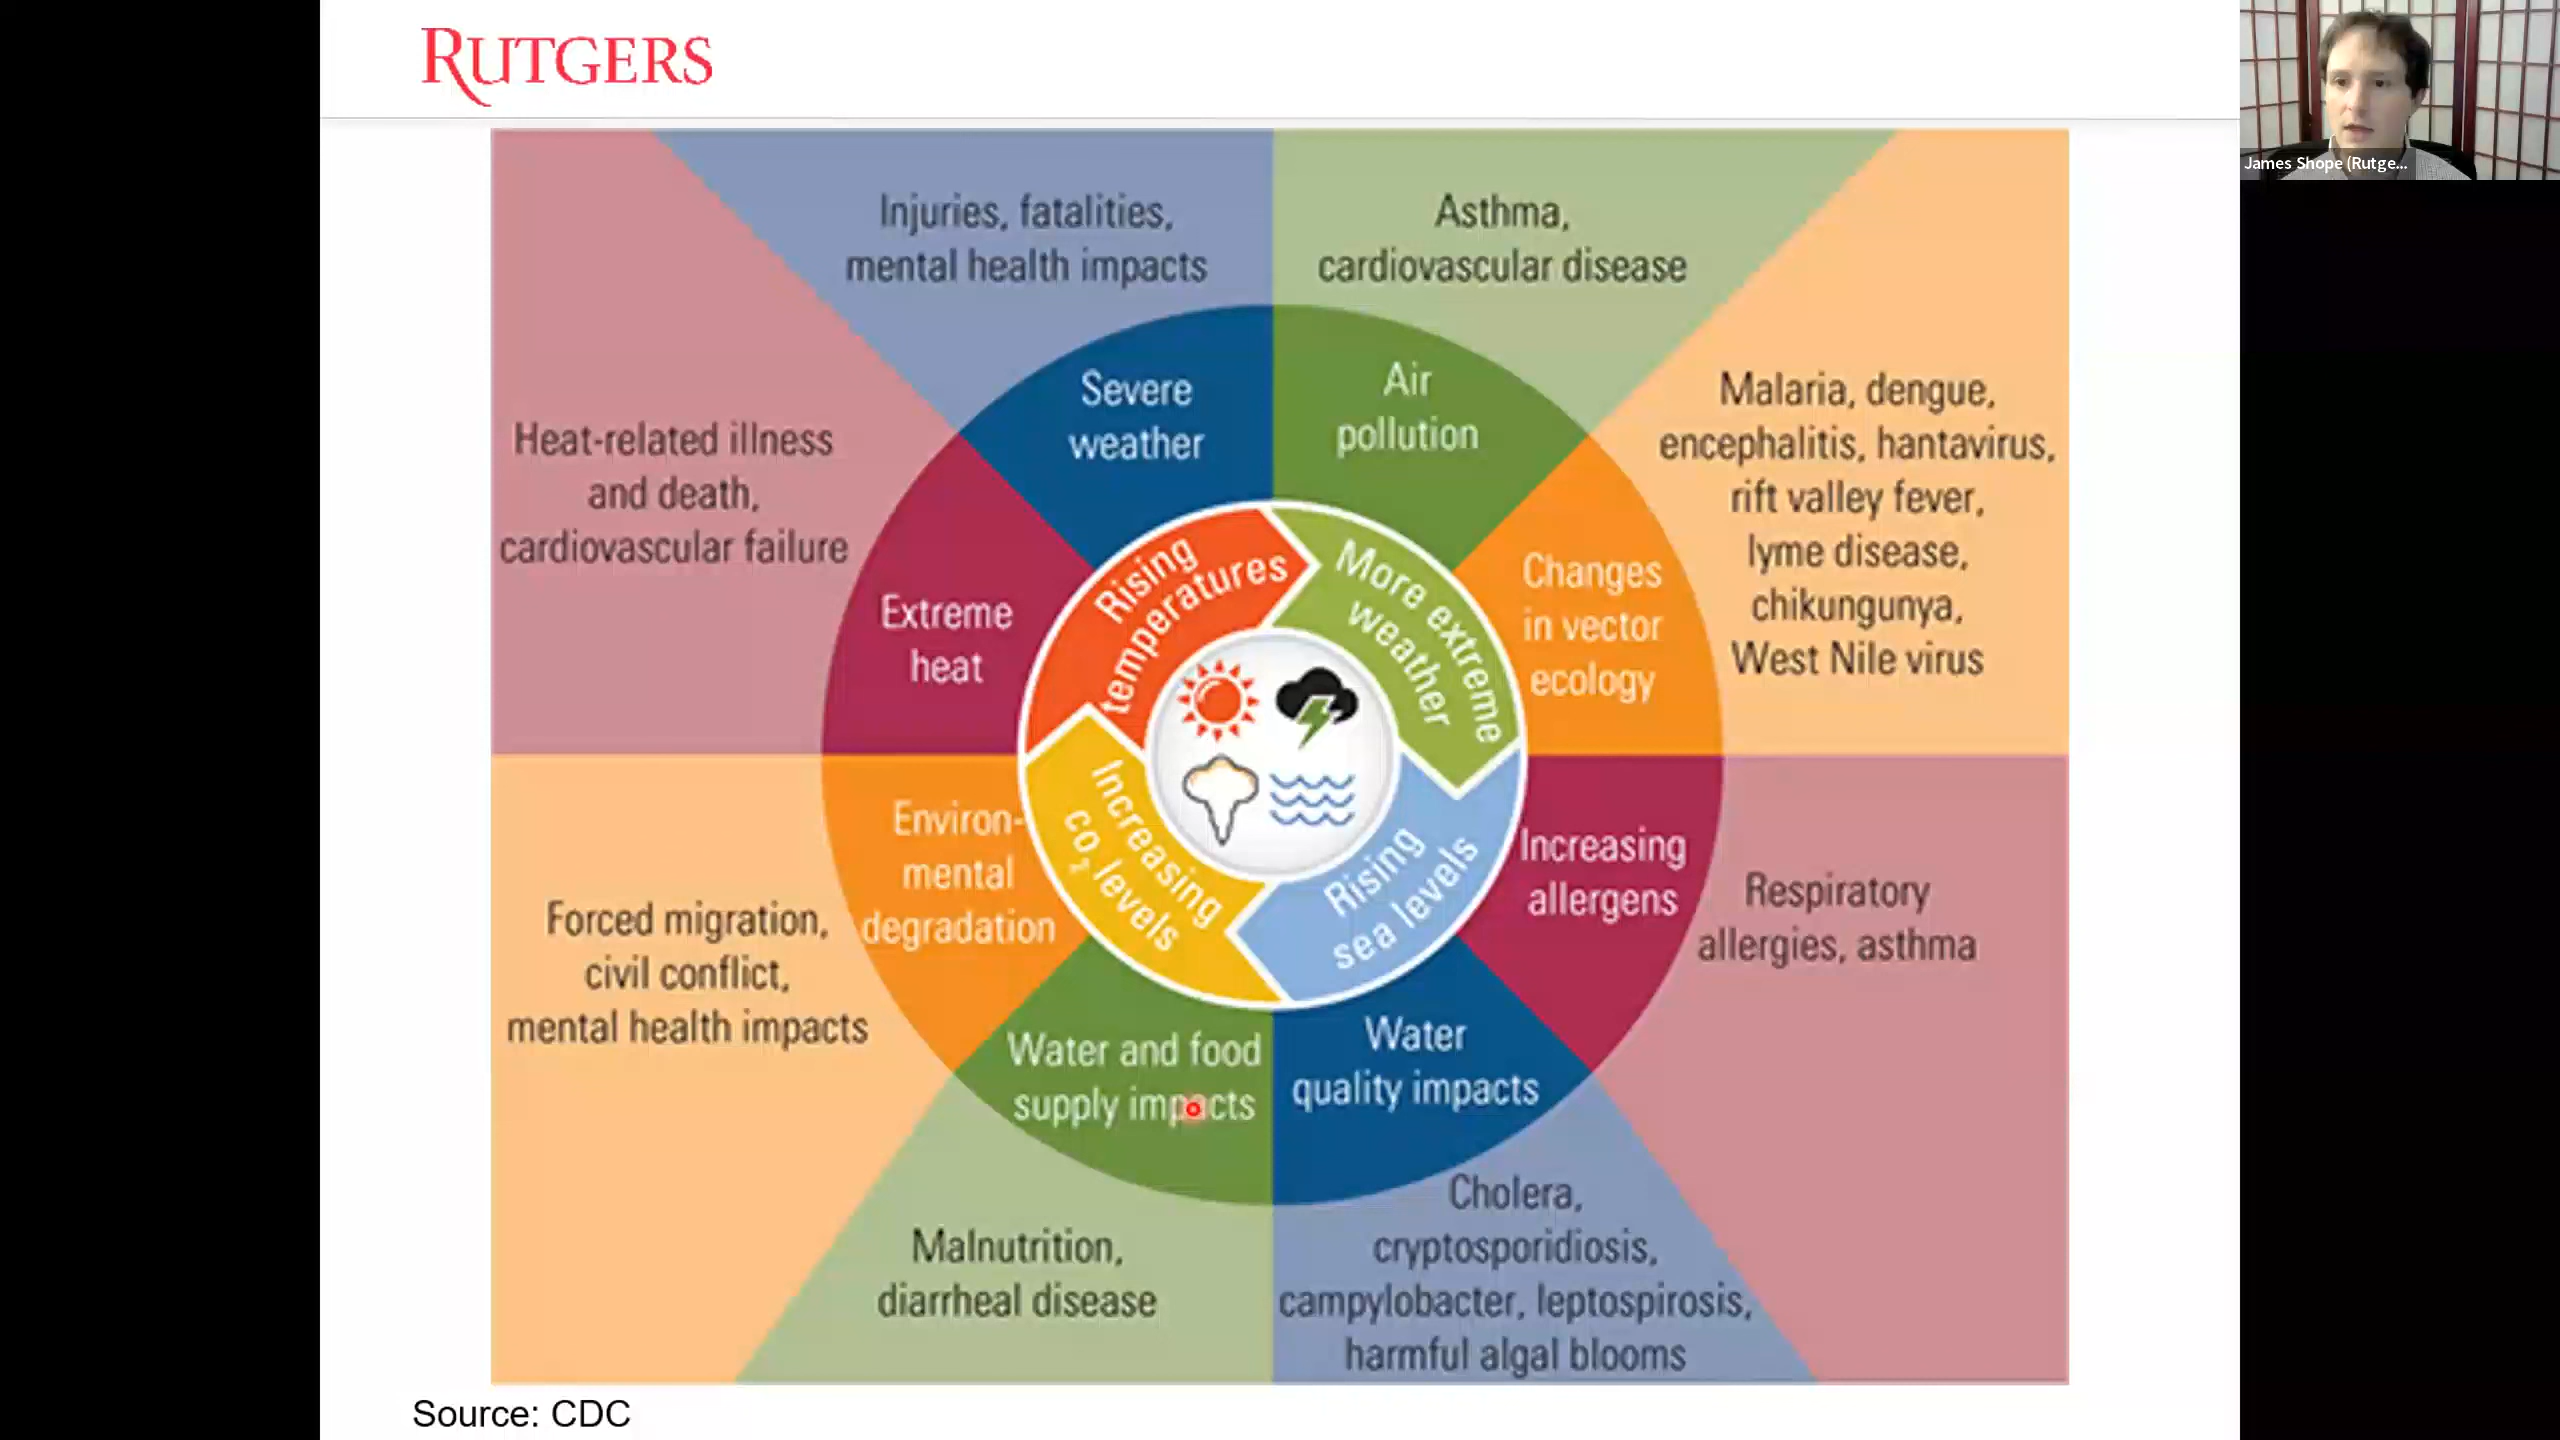 RUTGERS
James Shope (Rutge...
Injuries, fatalities,
mental health impacts
Asthma,
cardiovascular disease
Severe
weather
Air
pollution
Heat-related illness
and death,
cardiovascular failure
Malaria, dengue,
encephalitis, hantavirus,
rift valley fever,
lyme disease,
chikungunya,
West Nile virus
Extreme
heat
Changes
in vector
ecology
Rising
temperatures
More extreme
weather
Increasing
CO₂ levels
Rising
sea levels
Environ-
mental
degradation
Increasing
allergens
Forced migration,
civil conflict,
mental health impacts
Respiratory
allergies, asthma
Water and food
supply impacts
Water
quality impacts
Malnutrition,
diarrheal disease
Cholera,
cryptosporidiosis,
campylobacter, leptospirosis,
harmful algal blooms
Source: CDC